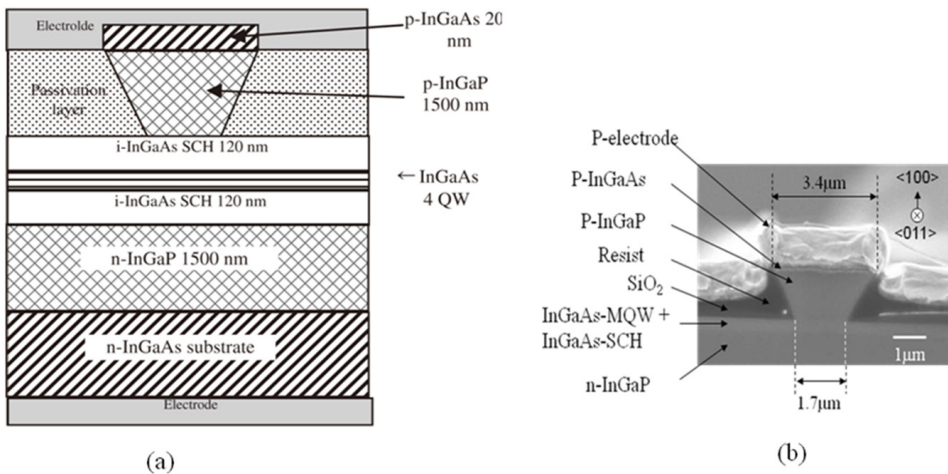 Electrolde
p-InGaAs 20
nm
p-InGaP
1500 nm
Passivation
layer
i-InGaAs SCH 120 nm
← InGaAs
4 QW
i-InGaAs SCH 120 nm
n-InGaP 1500 nm
n-InGaAs substrate
Electrode
(a)
P-electrode
P-InGaAs
P-InGaP
Resist
SiO₂
InGaAs-MQW +
InGaAs-SCH
n-InGaP
3.4μm
<100>
<011>
1μm
1.7μm
(b)